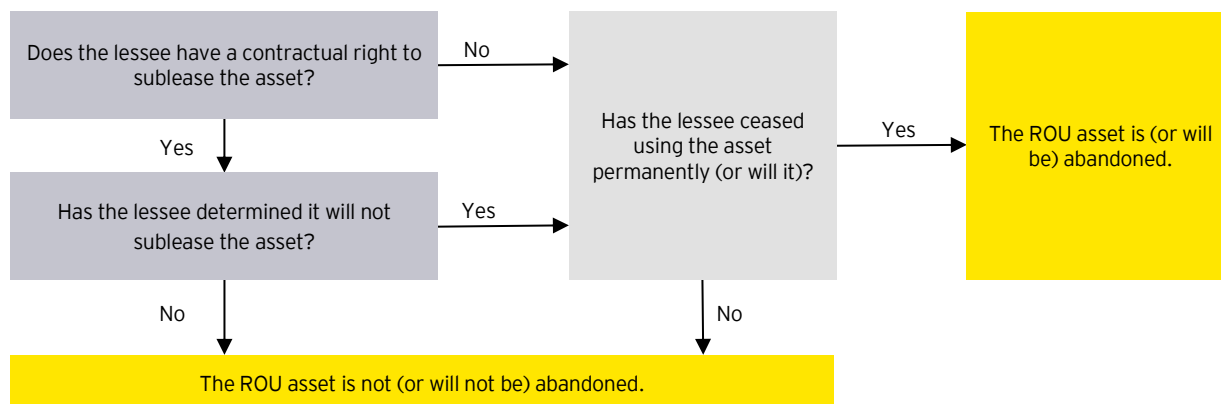 Does the lessee have a contractual right to
sublease the asset?
No
Yes
Has the lessee determined it will not
sublease the asset?
Yes
No
Has the lessee ceased
using the asset
permanently (or will it)?
Yes
No
The ROU asset is (or will
be) abandoned.
The ROU asset is not (or will not be) abandoned.